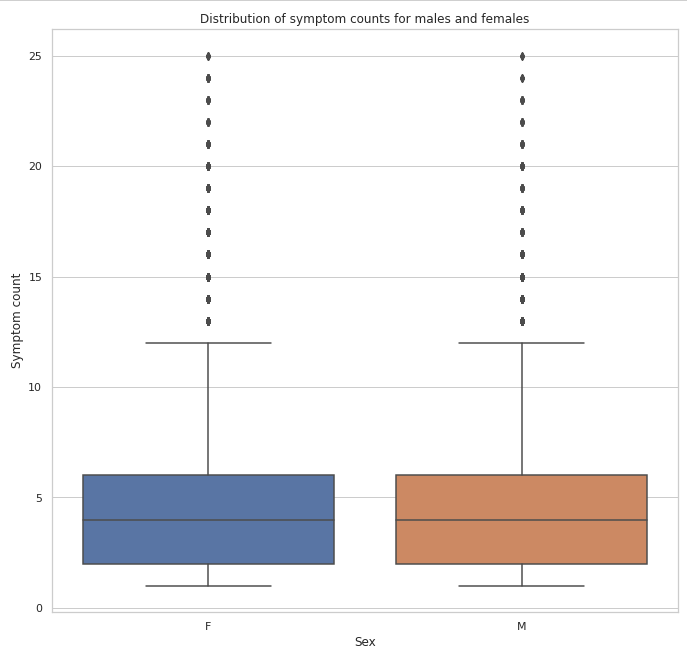 Distribution of symptom counts for males and females
25
20
15
10
5
0
Symptom count
F
M
Sex